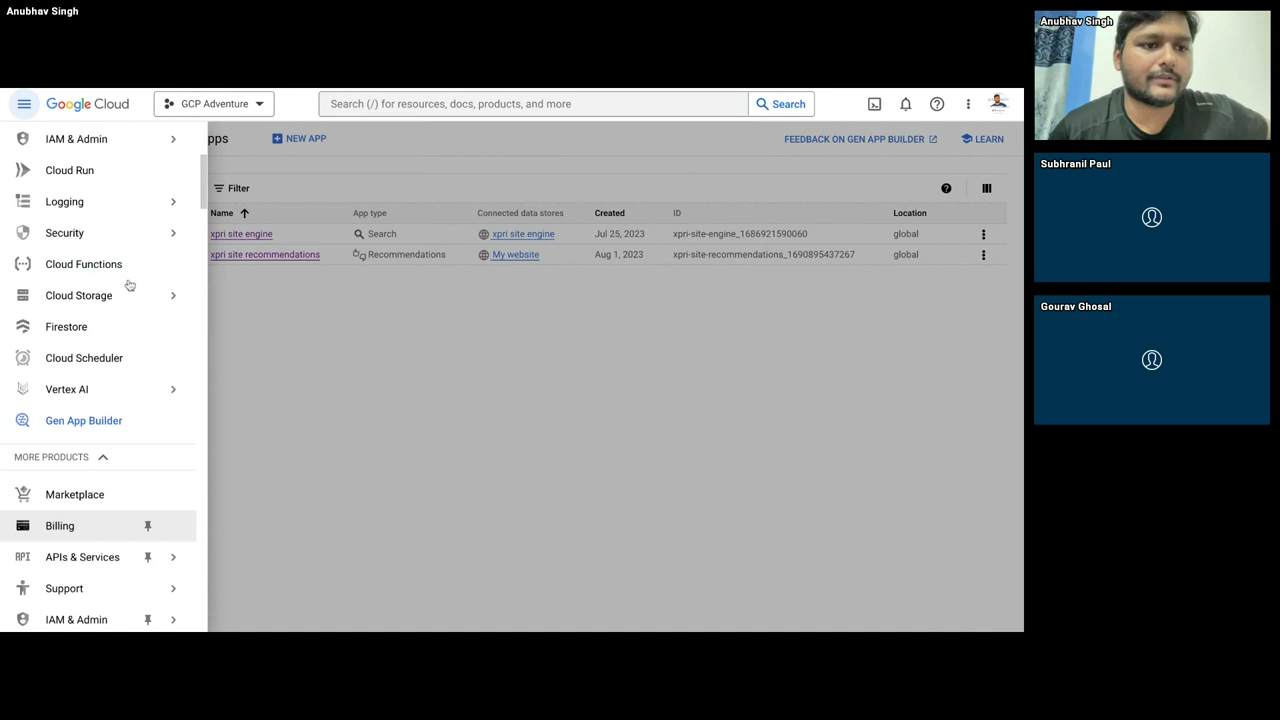 Anubhav Singh
Google Cloud
GCP Adventure
Search (/) for resources, docs, products, and more
Search
IAM & Admin
Cloud Run
Logging
Security
Cloud Functions
Cloud Storage
Firestore
Cloud Scheduler
Vertex AI
Gen App Builder
MORE PRODUCTS
Marketplace
Billing
API APIs & Services
Support
IAM & Admin
pps
NEW APP
FEEDBACK ON GEN APP BUILDER
LEARN
Filter
Name App type Connected data stores Created ID Location
xpri site engine Search xpri site engine Jul 25, 2023 xpri-site-engine_1686921590060 global
xpri site recommendations Recommendations My website Aug 1, 2023 xpri-site-recommendations_1690895437267 global
Anubhav Singh
Subhranil Paul
Gourav Ghosal